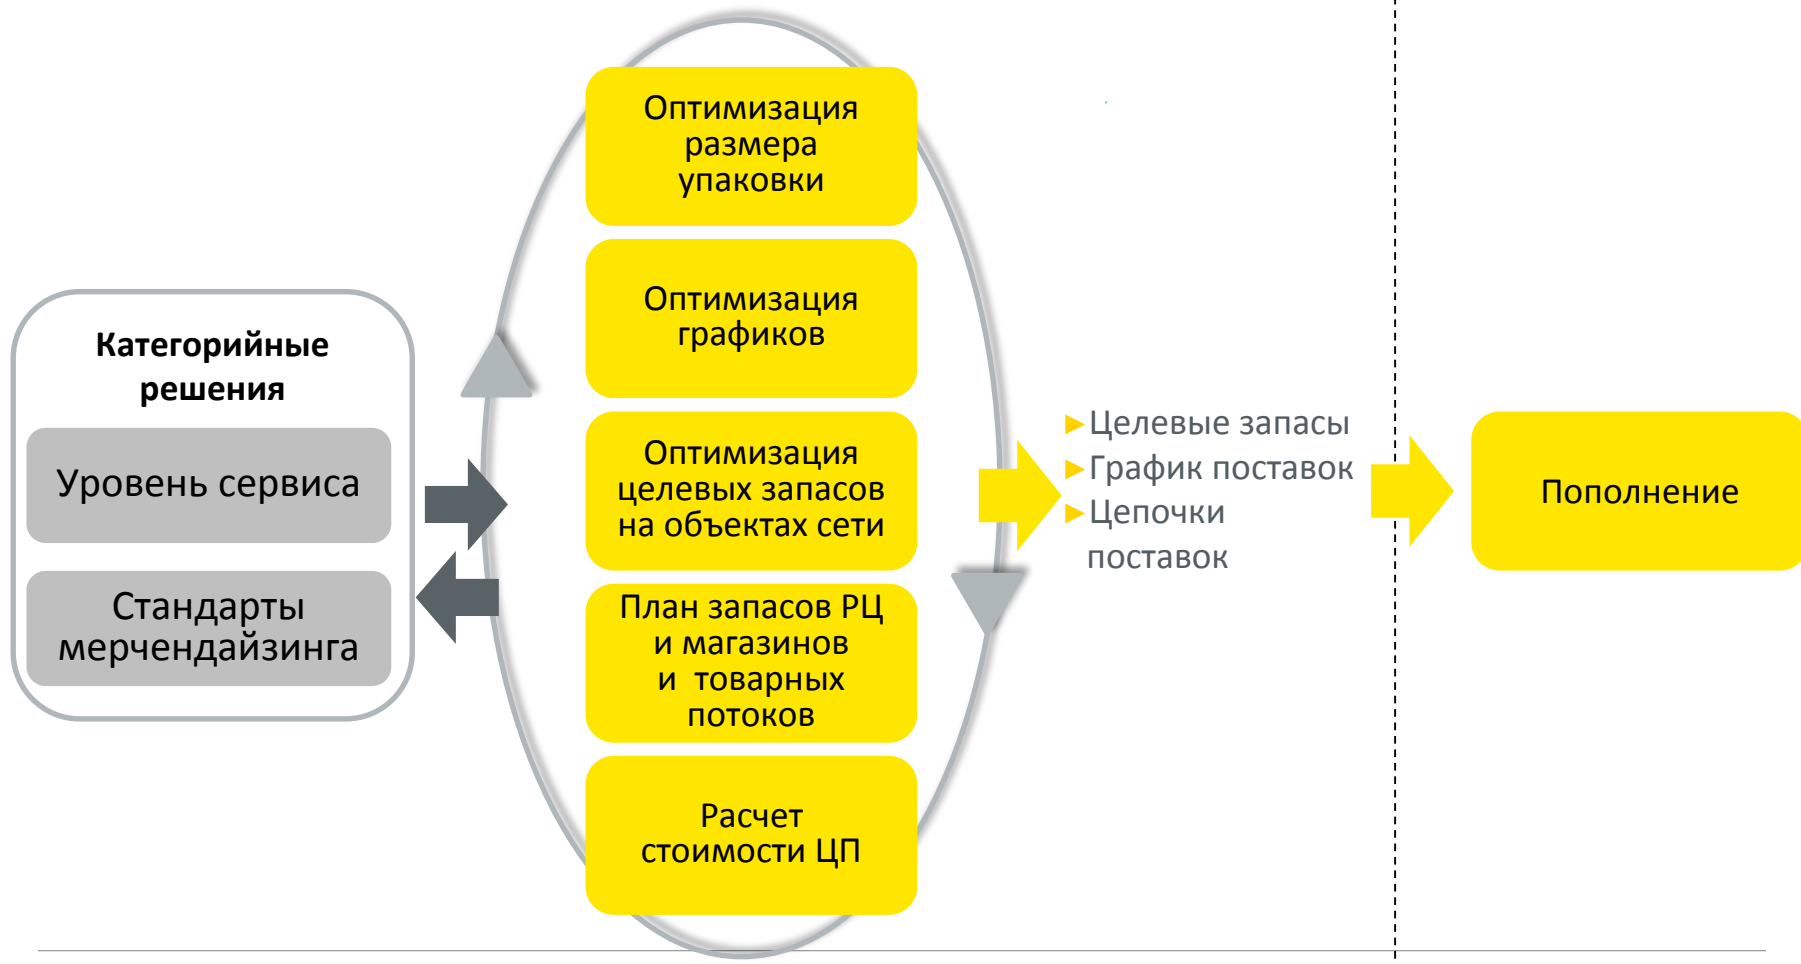 Категорийные
решения
Уровень сервиса
Стандарты
мерчендайзинга
Оптимизация
размера
упаковки
Оптимизация
графиков
Оптимизация
целевых запасов
на объектах сети
План запасов РЦ
и магазинов
и товарных
потоков
Расчет
стоимости ЦП
►Целевые запасы
►График поставок
►Цепочки
поставок
Пополнение